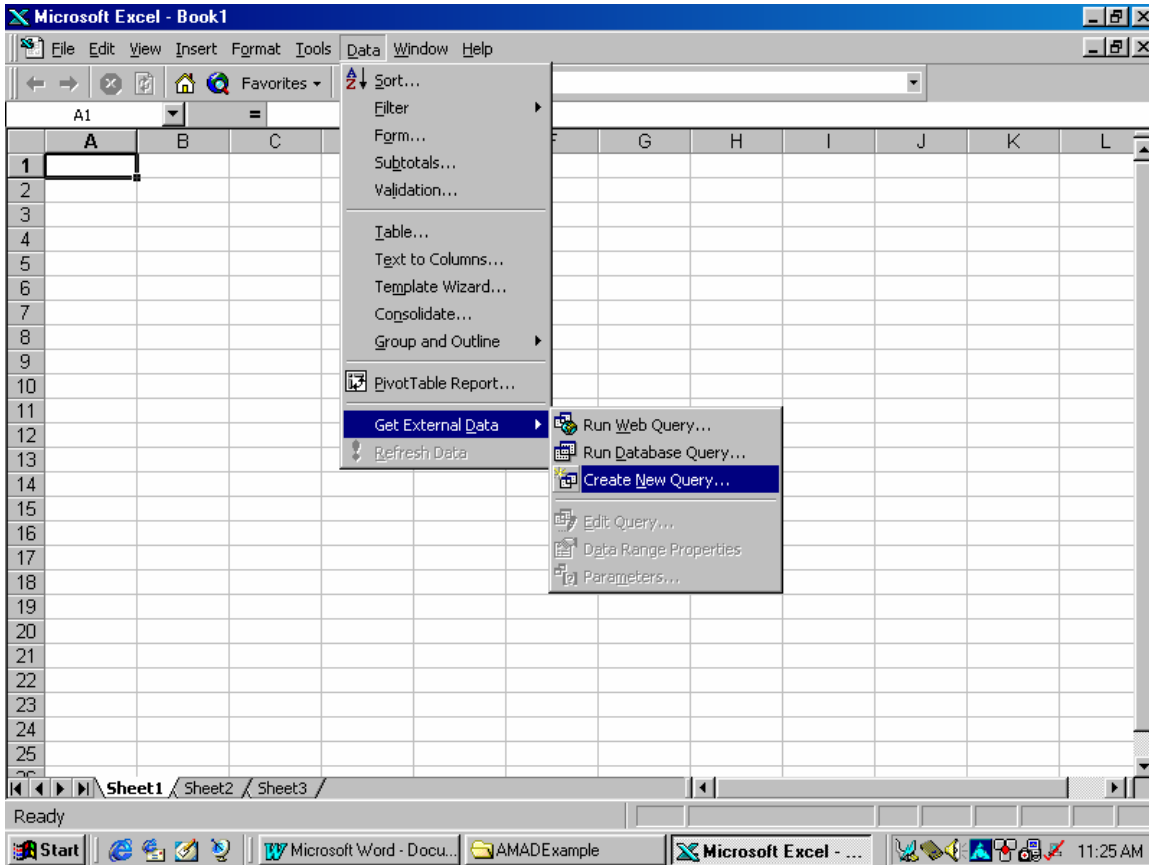 Microsoft Excel - Book1
File Edit View Insert Format Tools Data Window Help
Favorites
A1 =
A B C F G H I J K L
Sort...
Filter
Form...
Subtotals...
Validation...
Table...
Text to Columns...
Template Wizard...
Consolidate...
Group and Outline
PivotTable Report...
Get External Data
Refresh Data
Run Web Query...
Run Database Query...
Create New Query...
Edit Query...
Data Range Properties
Parameters...
1
2
3
4
5
6
7
8
9
10
11
12
13
14
15
16
17
18
19
20
21
22
23
24
25
Sheet1 Sheet2 Sheet3
Ready
Start Microsoft Word - Docu... AMADExample Microsoft Excel - ... 11:25 AM